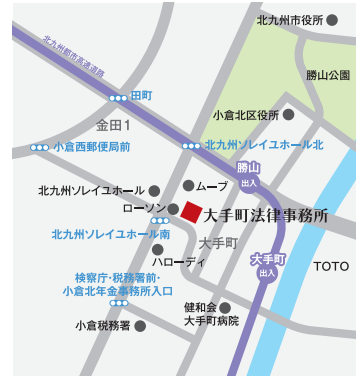 北九州市役所
北九州都市高速道路
勝山公園
田町
金田1
小倉北区役所
小倉西郵便局前
北九州ソレイユホール北
勝山
出入
北九州ソレイユホール
ムーブ
ローソン
大手町法律事務所
北九州ソレイユホール南
大手町
ハローディ
大手町
出入
TOTO
検察庁・税務署前・
小倉北年金事務所入口
健和会
大手町病院
小倉税務署